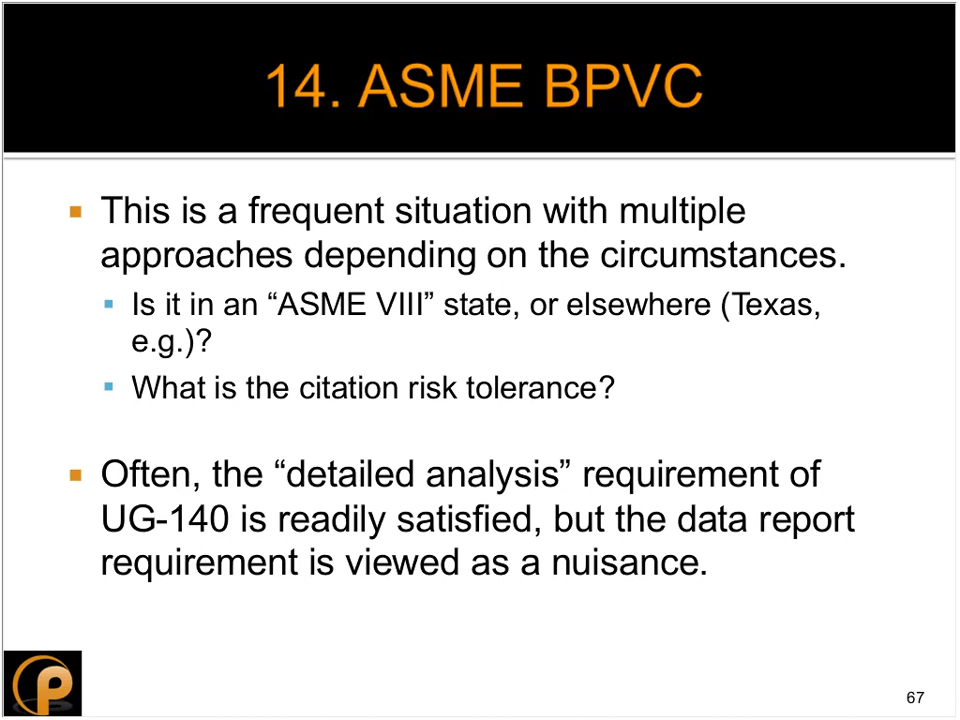 14. ASME BPVC
This is a frequent situation with multiple
approaches depending on the circumstances.
Is it in an “ASME VIII” state, or elsewhere (Texas,
e.g.)?
What is the citation risk tolerance?
Often, the “detailed analysis” requirement of
UG-140 is readily satisfied, but the data report
requirement is viewed as a nuisance.
P
67